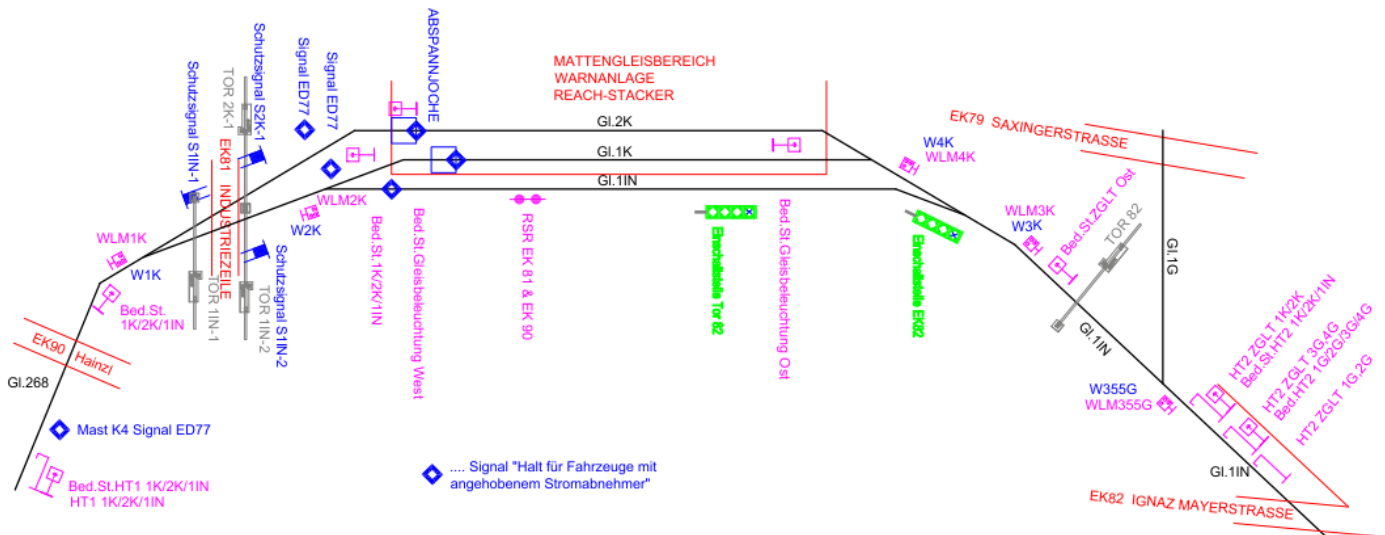 ABSPANNJOCHE
Signal ED77
Signal ED77
Schutzsignal S2K-1
TOR 2K-1
Schutzsignal S1IN-1
EK81 INDUSTRIEZEILE
MATTENGLEISBEREICH
WARNANLAGE
REACH-STACKER
Gl.2K
Gl.1K
Gl.1IN
EK79 SAXINGERSTRASSE
W4K
WLM4K
WLM2K
W2K
WLM1K
W1K
Bed.St.
1K/2K/1IN
TOR 1IN-1
TOR 1IN-2
Schutzsignal S1IN-2
Bed.St.1K/2K/1IN
Bed.St.Gleisbeleuchtung West
RSR EK 81 & EK 90
Einschaltstelle Tor 82
Bed.St.Gleisbeleuchtung Ost
Einschaltstelle EK82
WLM3K
W3K
Bed.St.ZGLT Ost
TOR 82
Gl.1G
Gl.1IN
EK90 Hainzl
Gl.268
Mast K4 Signal ED77
Bed.St.HT1 1K/2K/1IN
HT1 1K/2K/1IN
.... Signal "Halt für Fahrzeuge mit
angehobenem Stromabnehmer"
W355G
WLM355G
HT2 ZGLT 1K/2K
Bed.St.HT2 1K/2K/1IN
HT2 ZGLT 3G,4G
Bed.HT2 1G/2G/3G/4G
HT2 ZGLT 1G,2G
Gl.1IN
EK82 IGNAZ MAYERSTRASSE